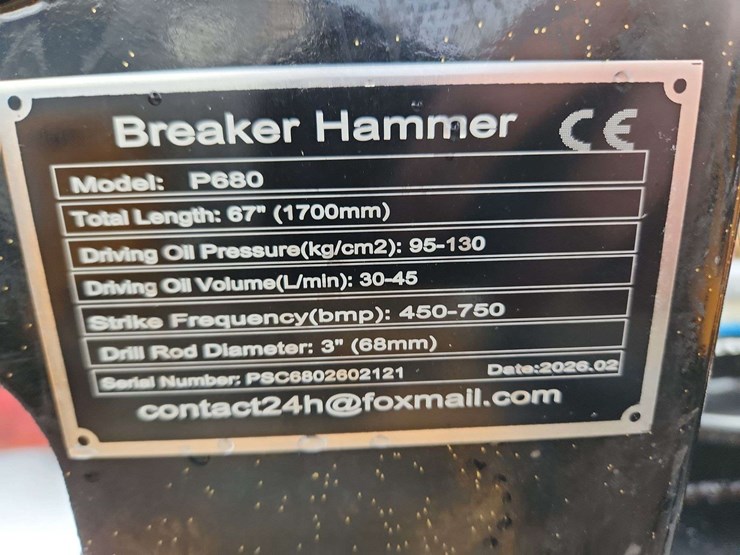 Breaker Hammer CE
Model: P680
Total Length: 67" (1700mm)
Driving Oil Pressure(kg/cm2): 95-130
Driving Oil Volume(L/min): 30-45
Strike Frequency(bmp): 450-750
Drill Rod Diameter: 3" (68mm)
Serial Number: PSC6802602121 Date:2026.02
contact24h@foxmail.com